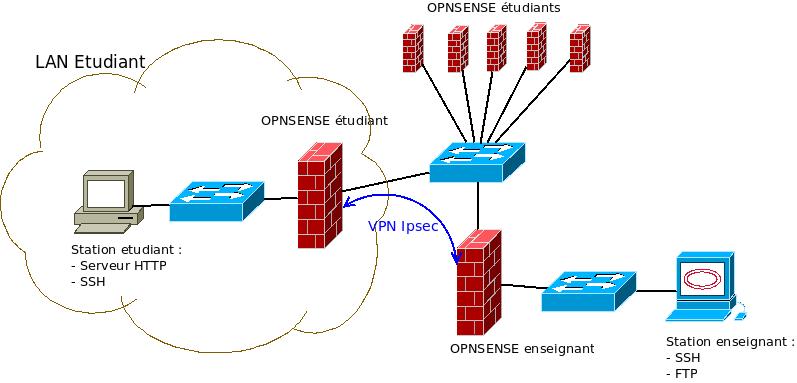 OPNSENSE étudiants
LAN Etudiant
OPNSENSE étudiant
VPN Ipsec
Station etudiant :
- Serveur HTTP
- SSH
OPNSENSE enseignant
Station enseignant :
- SSH
- FTP